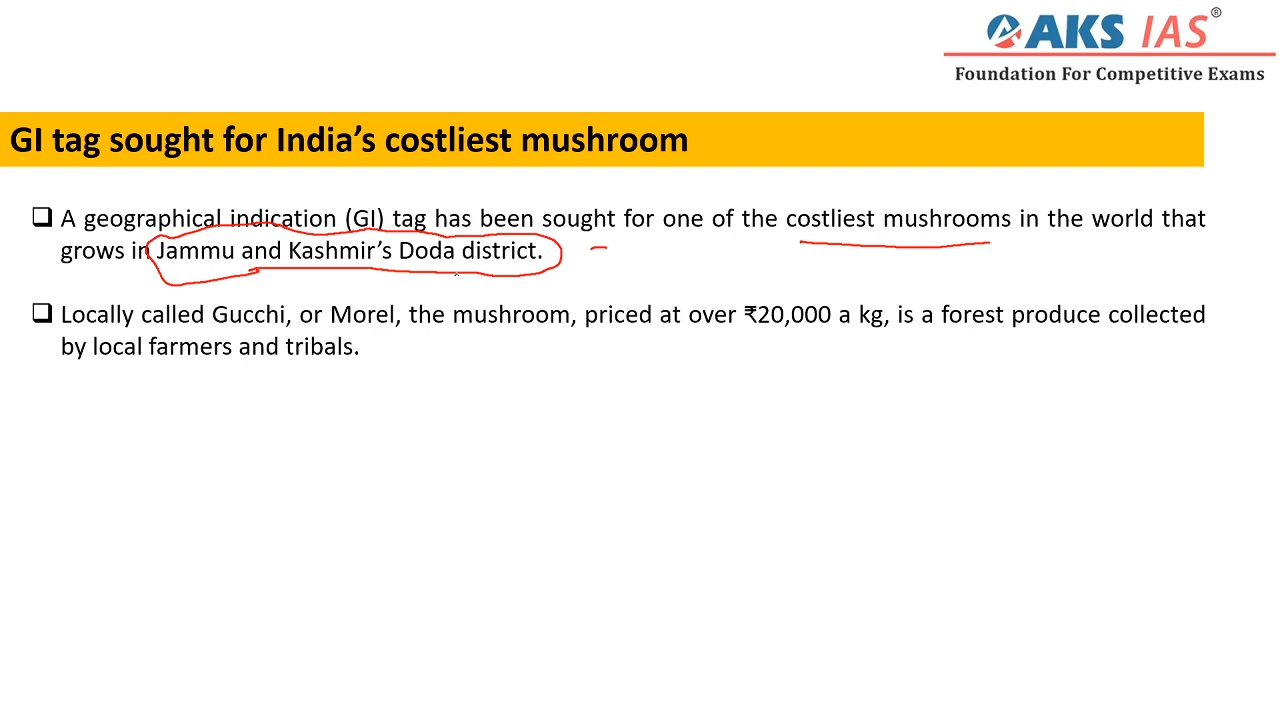 AKS IAS®
Foundation For Competitive Exams
GI tag sought for India’s costliest mushroom
❑ A geographical indication (GI) tag has been sought for one of the costliest mushrooms in the world that
grows in Jammu and Kashmir’s Doda district.
❑ Locally called Gucchi, or Morel, the mushroom, priced at over ₹20,000 a kg, is a forest produce collected
by local farmers and tribals.